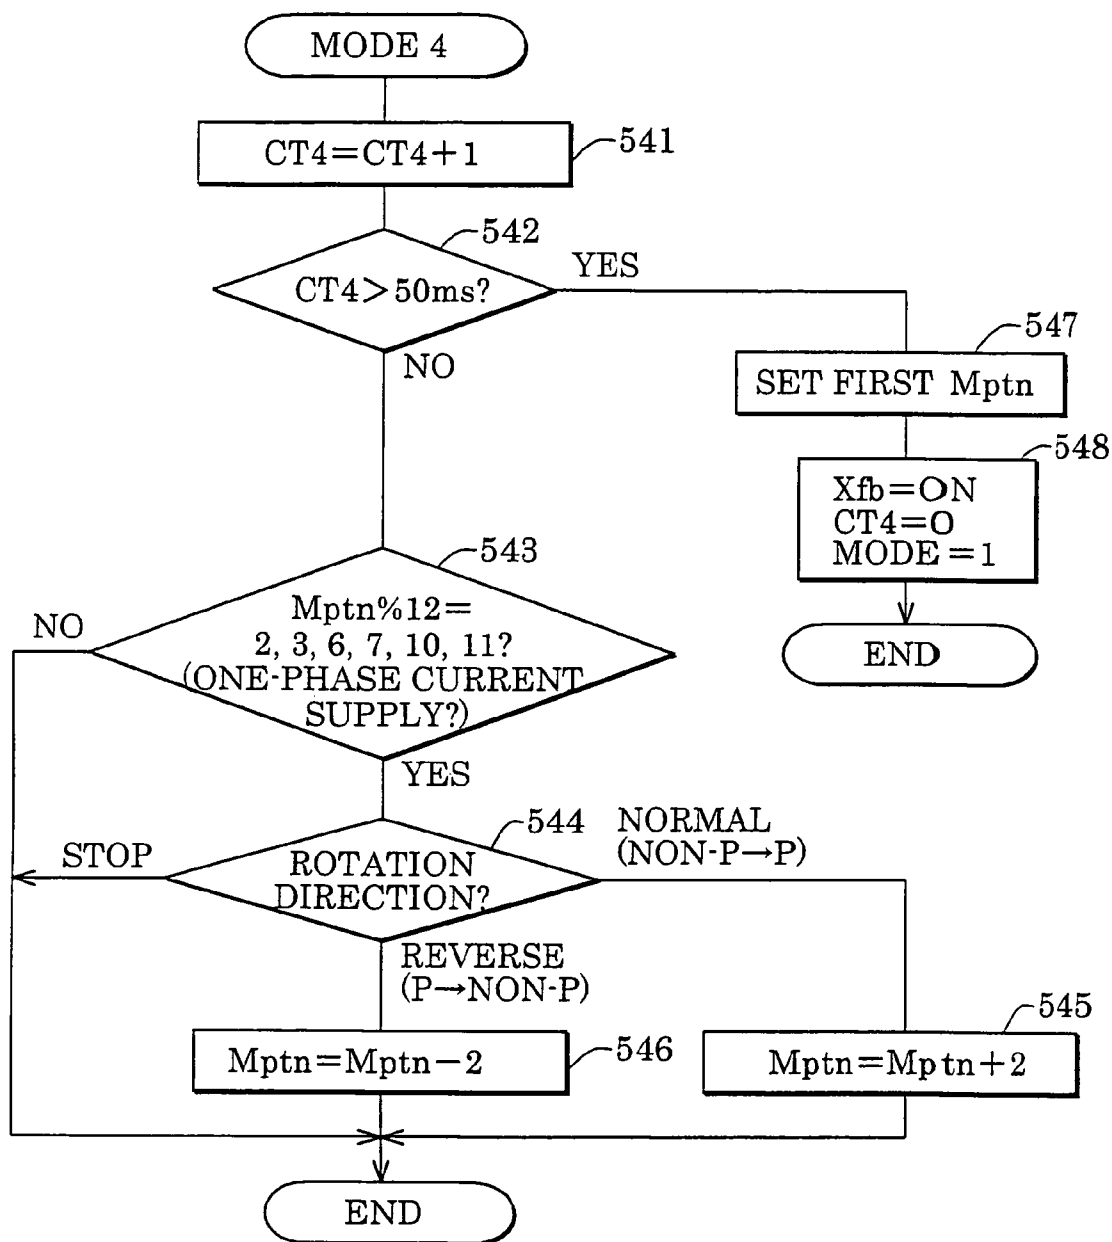 MODE 4
CT4=CT4+1
541
542
CT4>50ms?
YES
NO
547
SET FIRST Mptn
548
Xfb=ON
CT4=0
MODE=1
END
543
NO
Mptn%12=
2, 3, 6, 7, 10, 11?
(ONE-PHASE CURRENT
SUPPLY?)
YES
544
STOP
ROTATION
DIRECTION?
NORMAL
(NON-P→P)
REVERSE
(P→NON-P)
545
Mptn=Mptn−2
546
Mptn=Mptn+2
END